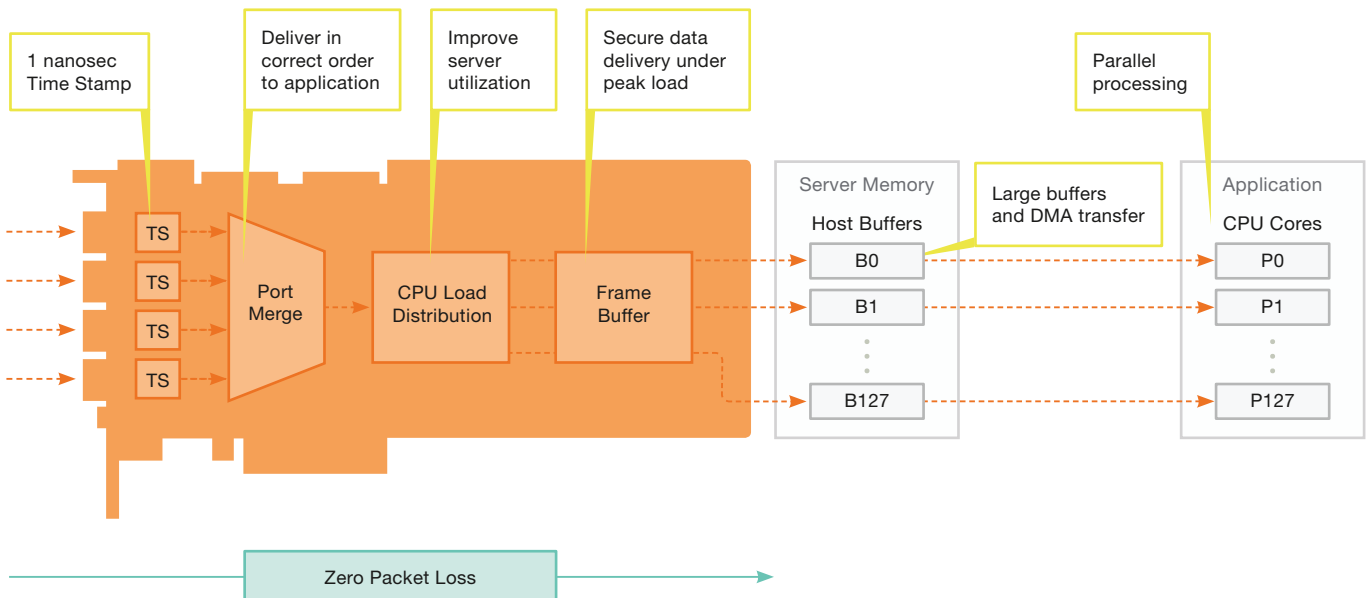 1 nanosec
Time Stamp
Deliver in
correct order
to application
Improve
server
utilization
Secure data
delivery under
peak load
Parallel
processing
TS
TS
TS
TS
Port
Merge
CPU Load
Distribution
Frame
Buffer
Server Memory
Host Buffers
B0
B1
B127
Large buffers
and DMA transfer
Application
CPU Cores
P0
P1
P127
Zero Packet Loss